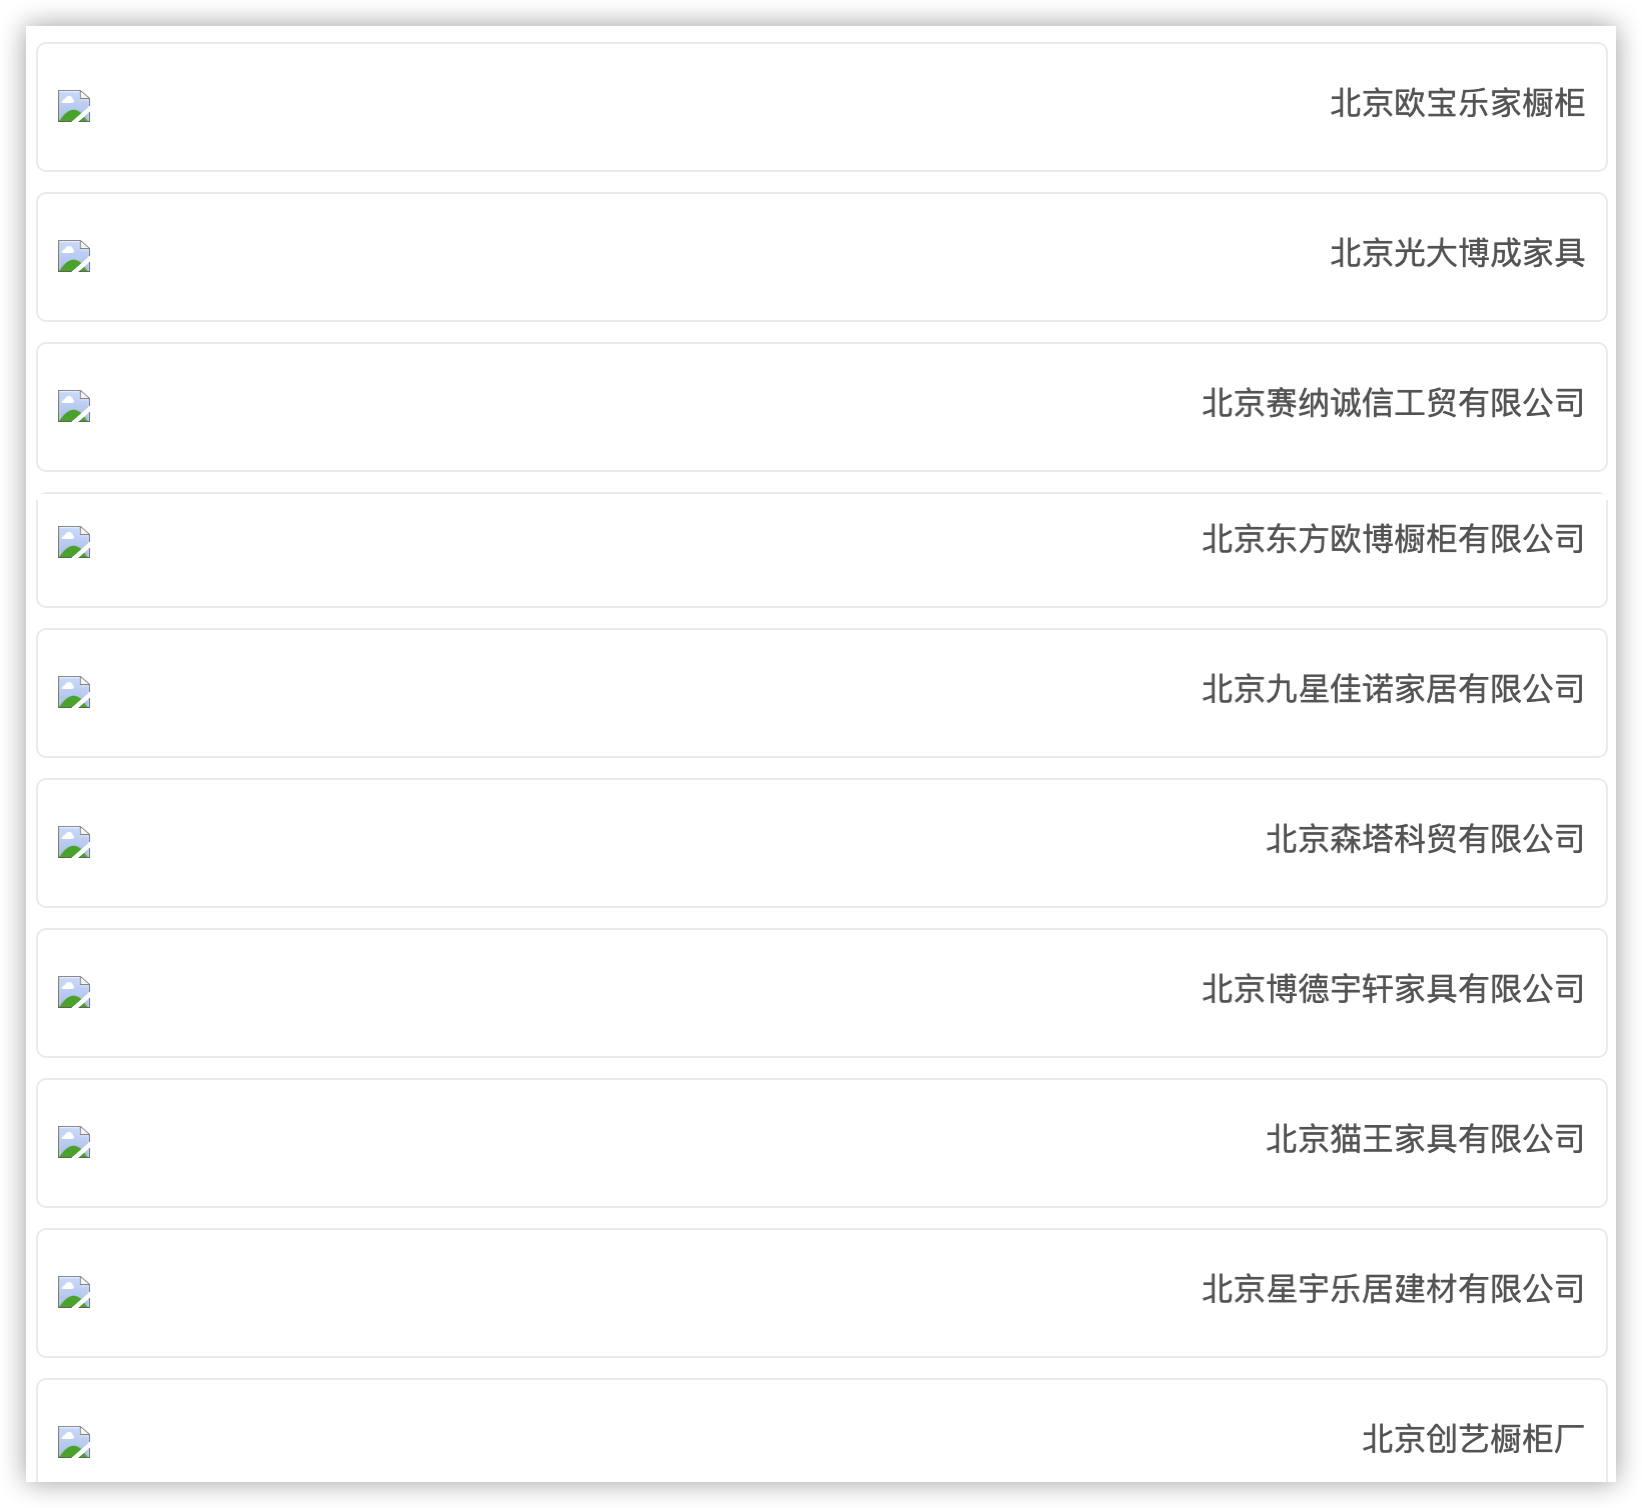 北京欧宝乐家橱柜
北京光大博成家具
北京赛纳诚信工贸有限公司
北京东方欧博橱柜有限公司
北京九星佳诺家居有限公司
北京森塔科贸有限公司
北京博德宇轩家具有限公司
北京猫王家具有限公司
北京星宇乐居建材有限公司
北京创艺橱柜厂